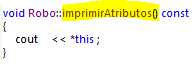 void Robo::imprimirAtributos() const
{
cout << *this ;
}